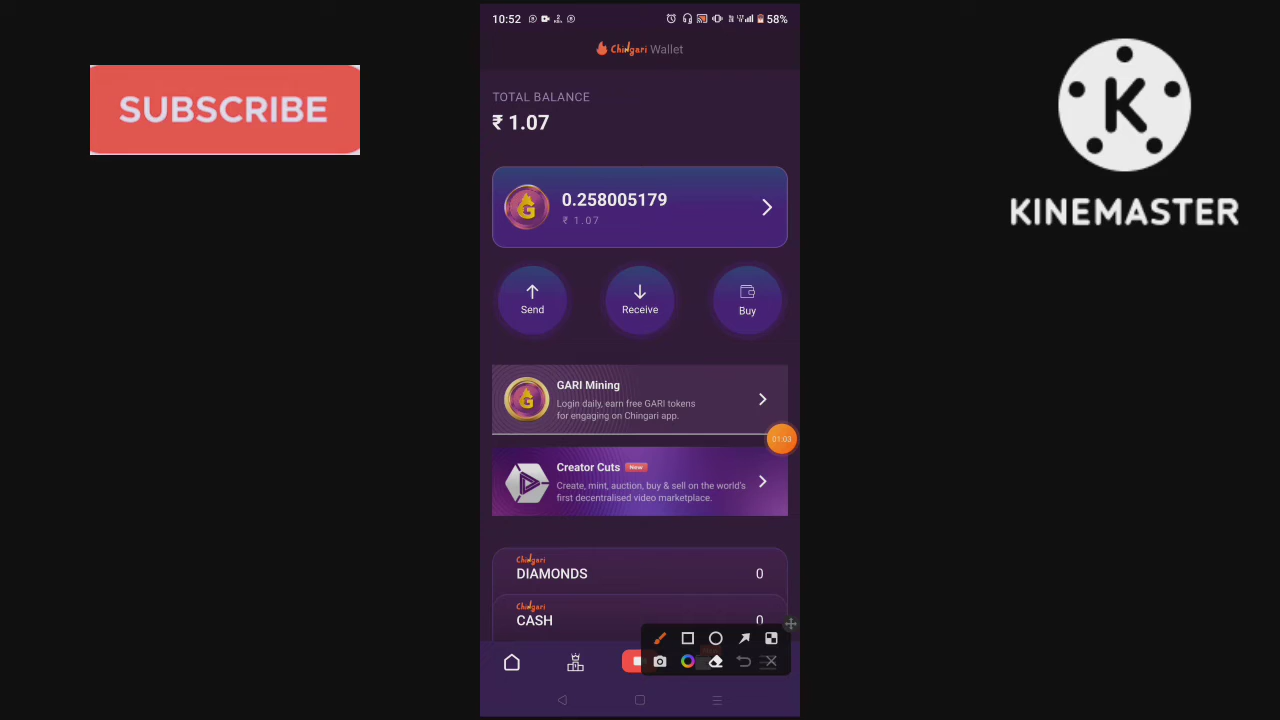 SUBSCRIBE
10:52
58%
Chingari Wallet
TOTAL BALANCE
₹ 1.07
0.258005179
₹ 1.07
Send
Receive
Buy
GARI Mining
Login daily, earn free GARI tokens
for engaging on Chingari app.
01:03
Creator Cuts New
Create, mint, auction, buy & sell on the world's
first decentralised video marketplace.
Chingari
DIAMONDS 0
Chingari
CASH 0
K
KINEMASTER